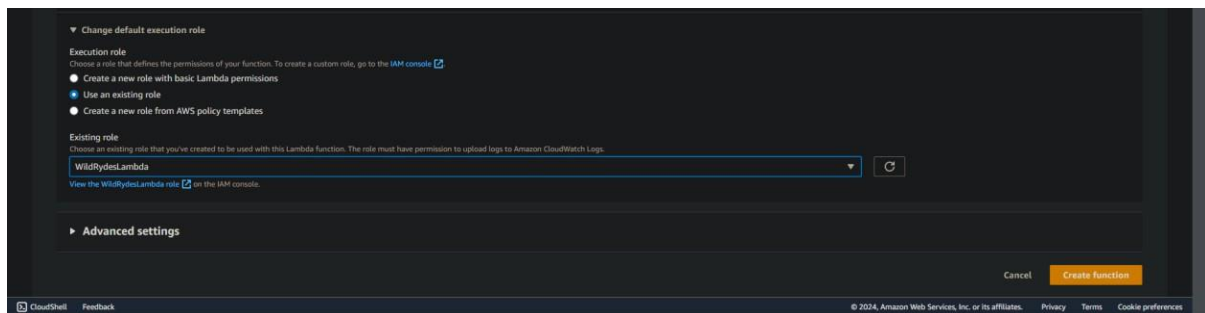 Change default execution role
Execution role
Choose a role that defines the permissions of your function. To create a custom role, go to the IAM console.
Create a new role with basic Lambda permissions
Use an existing role
Create a new role from AWS policy templates
Existing role
Choose an existing role that you've created to be used with this Lambda function. The role must have permission to upload logs to Amazon CloudWatch Logs.
WildRydesLambda
View the WildRydesLambda role on the IAM console.
Advanced settings
Cancel Create function
CloudShell Feedback © 2024, Amazon Web Services, Inc. or its affiliates. Privacy Terms Cookie preferences